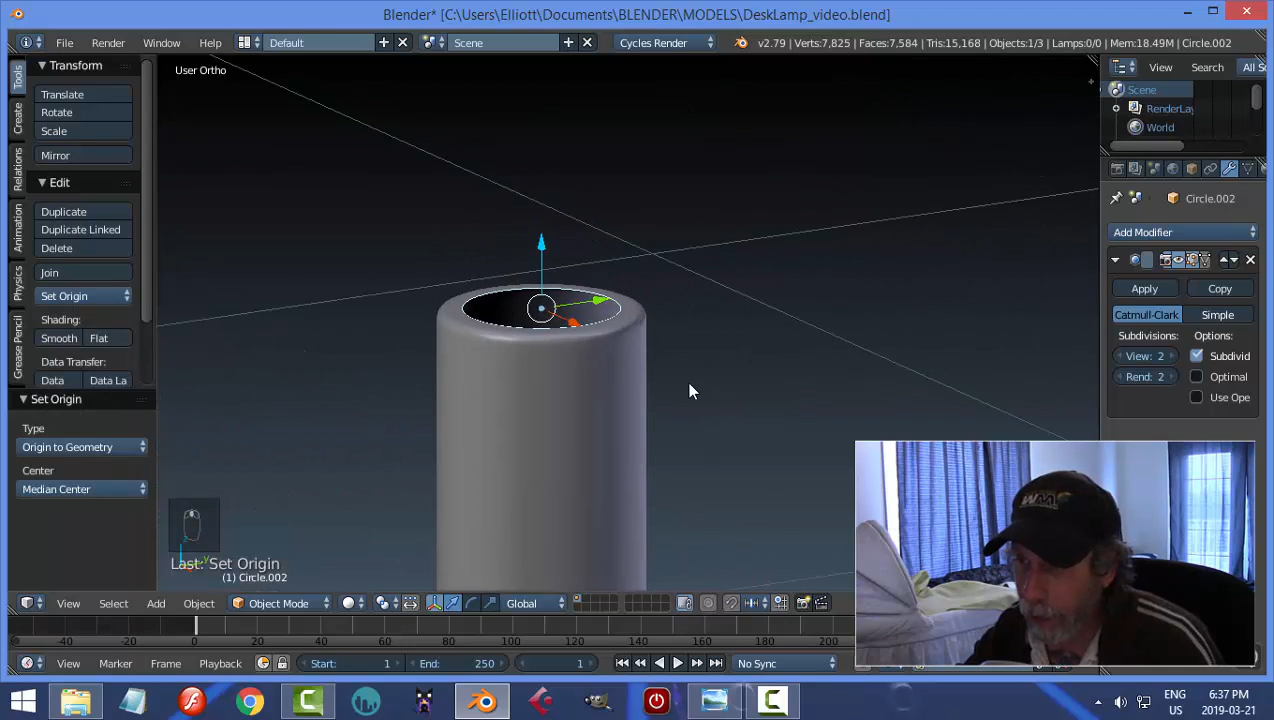 Blender* [C:\Users\Elliott\Documents\BLENDER\MODELS\DeskLamp_video.blend]
File Render Window Help Default Scene Cycles Render v2.79 | Verts:7,825 | Faces:7,584 | Tris:15,168 | Objects:1/3 | Lamps:0/0 | Mem:18.49M | Circle.002
Tools
Create
Relations
Animation
Physics
Grease Pencil
Transform
Translate
Rotate
Scale
Mirror
Edit
Duplicate
Duplicate Linked
Delete
Join
Set Origin
Shading:
Smooth Flat
Data Transfer:
Data Data La
Set Origin
Type
Origin to Geometry
Center
Median Center
User Ortho
Last: Set Origin
(1) Circle.002
View Search All S
Scene
RenderLay
World
Circle.002
Add Modifier
Apply Copy
Catmull-Clark Simple
Subdivisions: Options:
View: 2 Subdivid
Rend: 2 Optimal
Use Ope
View Select Add Object Object Mode Global
-40 -20 0 20 40 60 80 100 120 140 160 180 200
View Marker Frame Playback Start: 1 End: 250 1 No Sync
ENG 6:37 PM
US 2019-03-21